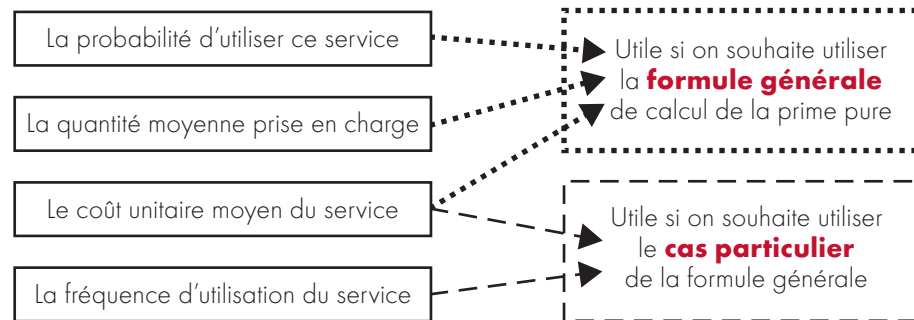 La probabilité d'utiliser ce service
La quantité moyenne prise en charge
Le coût unitaire moyen du service
La fréquence d'utilisation du service
Utile si on souhaite utiliser
la formule générale
de calcul de la prime pure
Utile si on souhaite utiliser
le cas particulier
de la formule générale